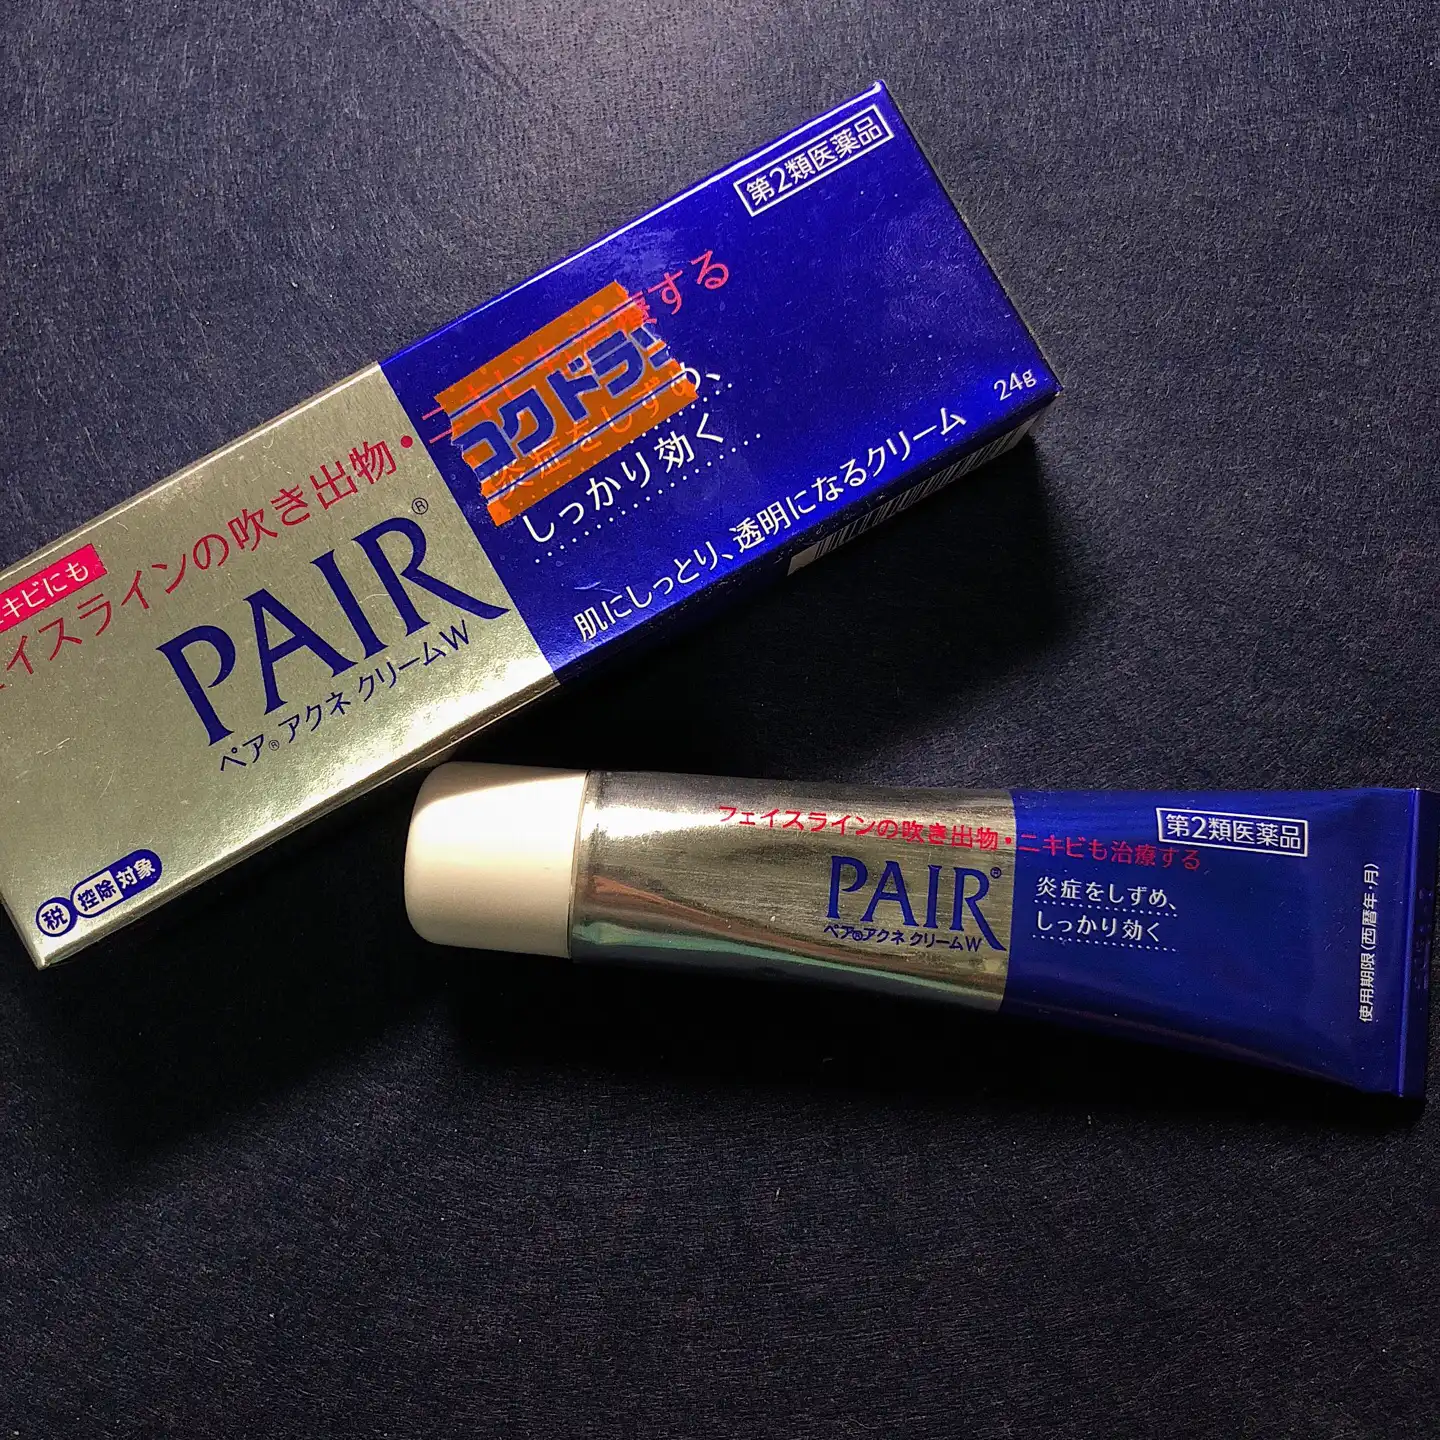 第2類医薬品
キビにも
イスラインの吹き出物・ニキビも治療する
コクドラ
炎症をしずめ、
しっかり効く
PAIR®
ペア®アクネ クリームW
肌にしっとり、透明になるクリーム
24g
税 控除対象
フェイスラインの吹き出物・ニキビも治療する
第2類医薬品
PAIR®
ペア®アクネ クリームW
炎症をしずめ、
しっかり効く
使用期限(西暦年・月)